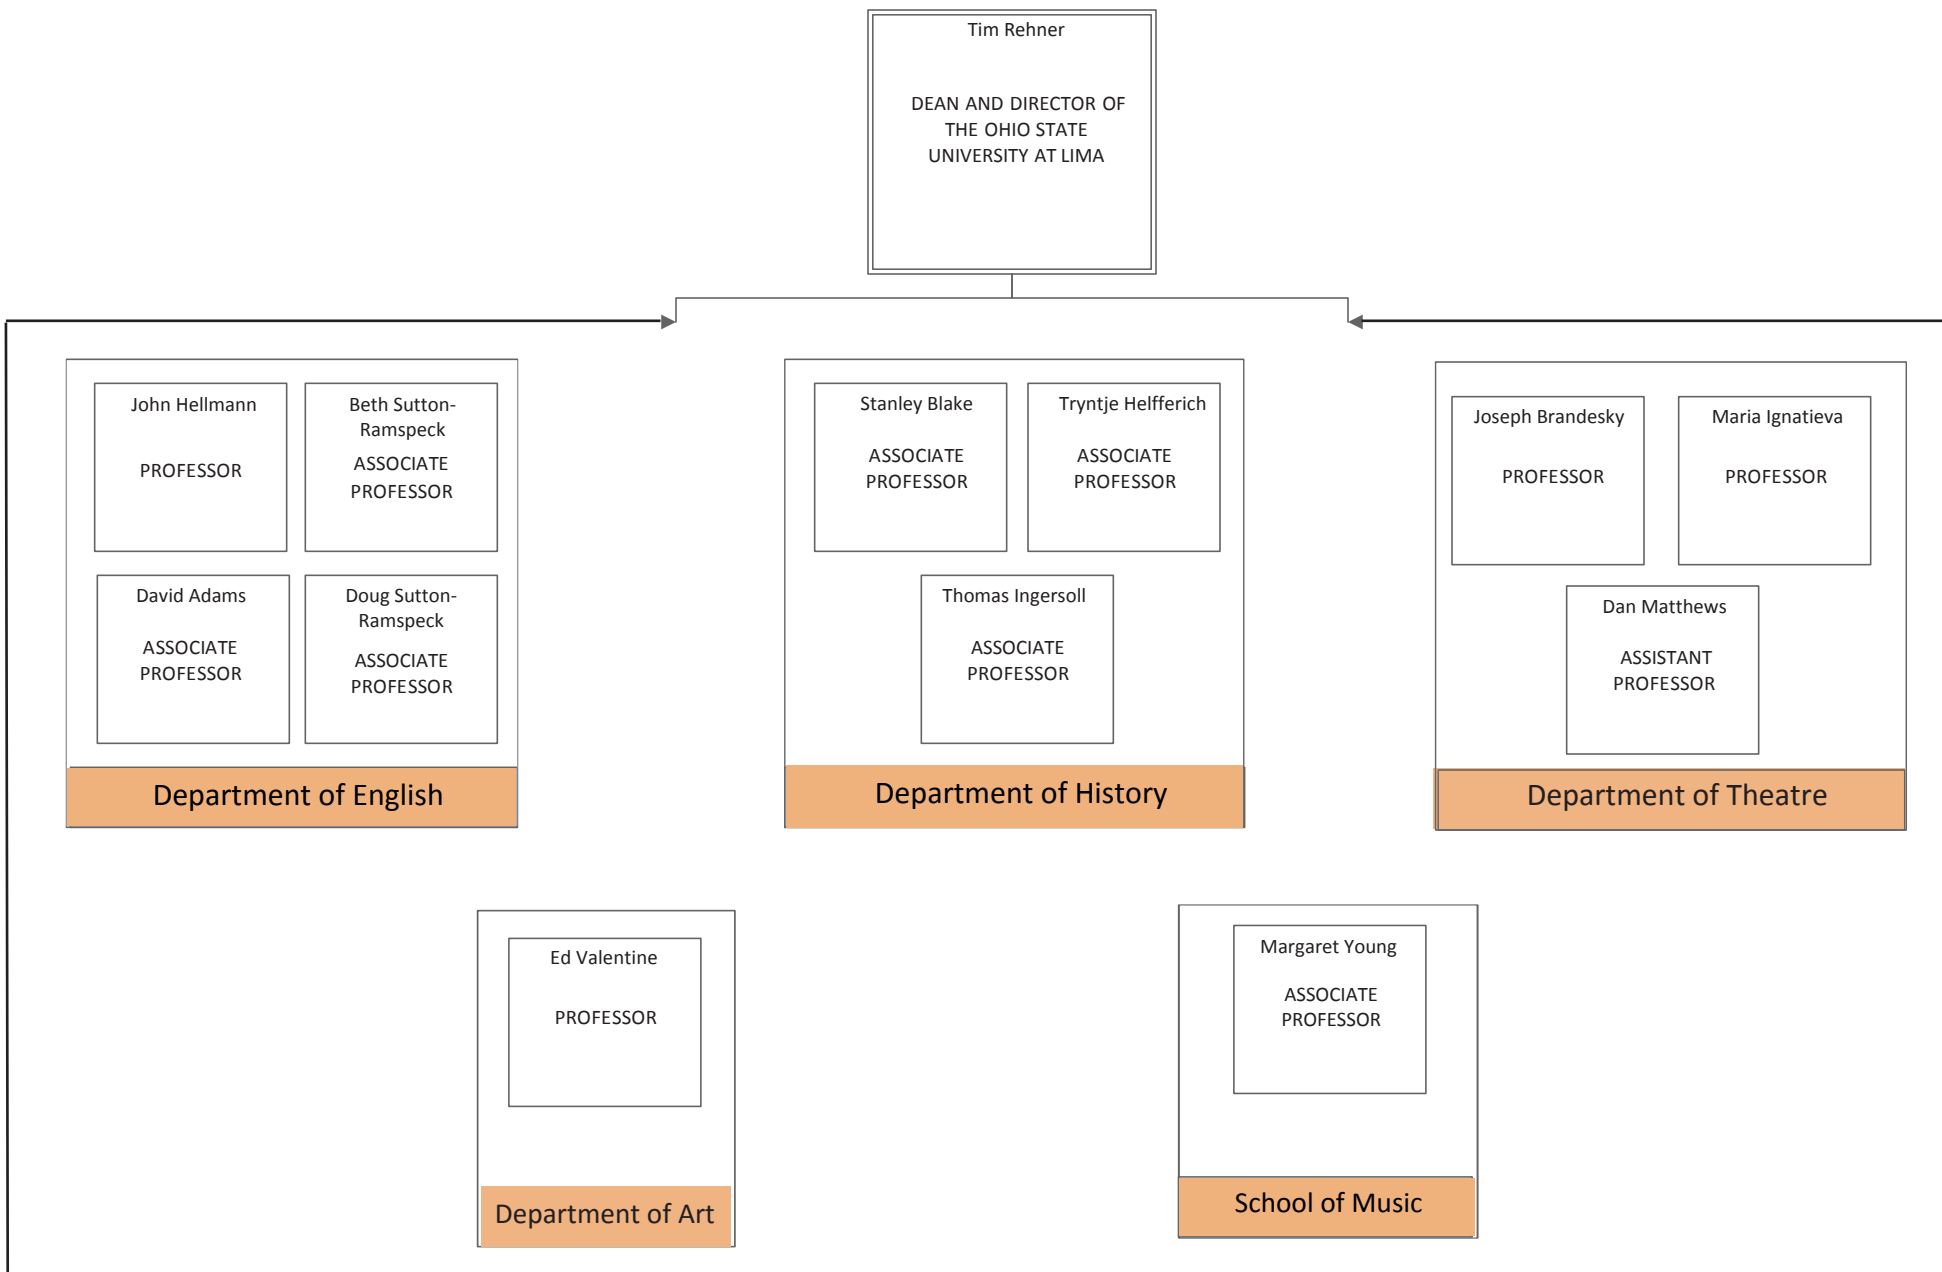 Tim Rehner
DEAN AND DIRECTOR OF
THE OHIO STATE
UNIVERSITY AT LIMA
John Hellmann
PROFESSOR
Beth Sutton-
Ramspeck
ASSOCIATE
PROFESSOR
David Adams
ASSOCIATE
PROFESSOR
Doug Sutton-
Ramspeck
ASSOCIATE
PROFESSOR
Department of English
Stanley Blake
ASSOCIATE
PROFESSOR
Tryntje Helfferich
ASSOCIATE
PROFESSOR
Thomas Ingersoll
ASSOCIATE
PROFESSOR
Department of History
Joseph Brandesky
PROFESSOR
Maria Ignatieva
PROFESSOR
Dan Matthews
ASSISTANT
PROFESSOR
Department of Theatre
Ed Valentine
PROFESSOR
Department of Art
Margaret Young
ASSOCIATE
PROFESSOR
School of Music